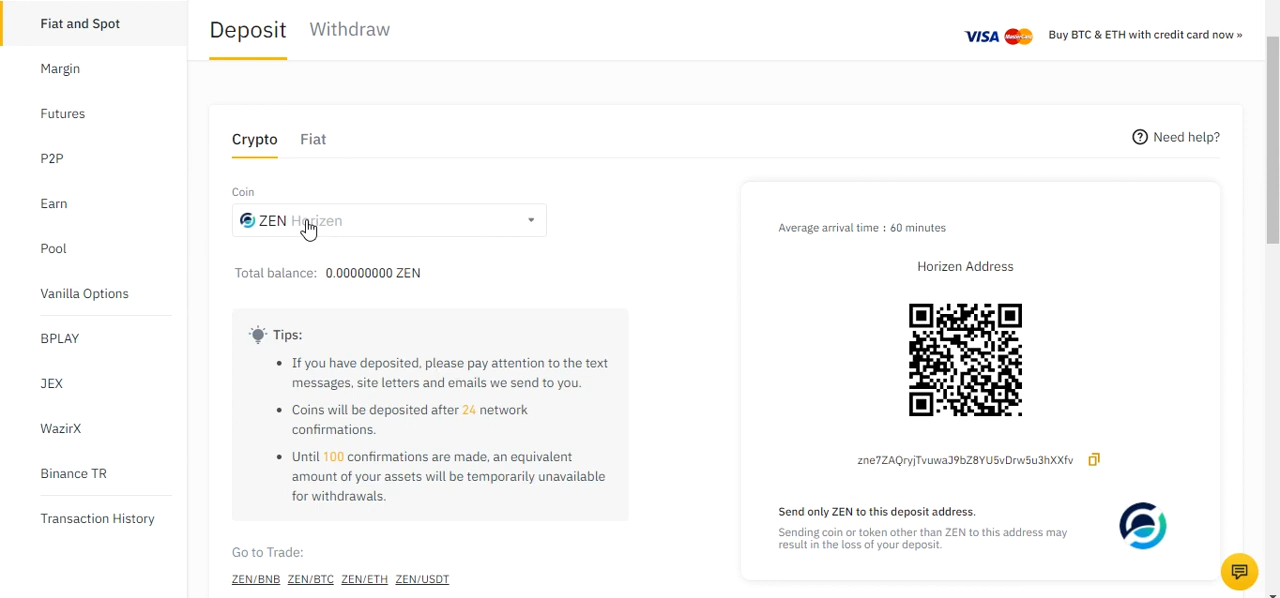 Fiat and Spot
Margin
Futures
P2P
Earn
Pool
Vanilla Options
BPLAY
JEX
WazirX
Binance TR
Transaction History
Deposit Withdraw
VISA MasterCard Buy BTC & ETH with credit card now »
Crypto Fiat
Need help?
Coin
ZEN Horizen
Total balance: 0.00000000 ZEN
Tips:
• If you have deposited, please pay attention to the text
messages, site letters and emails we send to you.
• Coins will be deposited after 24 network
confirmations.
• Until 100 confirmations are made, an equivalent
amount of your assets will be temporarily unavailable
for withdrawals.
Go to Trade:
ZEN/BNB ZEN/BTC ZEN/ETH ZEN/USDT
Average arrival time : 60 minutes
Horizen Address
zne7ZAQryjTvuwaJ9bZ8YU5vDrw5u3hXXfv
Send only ZEN to this deposit address.
Sending coin or token other than ZEN to this address may
result in the loss of your deposit.